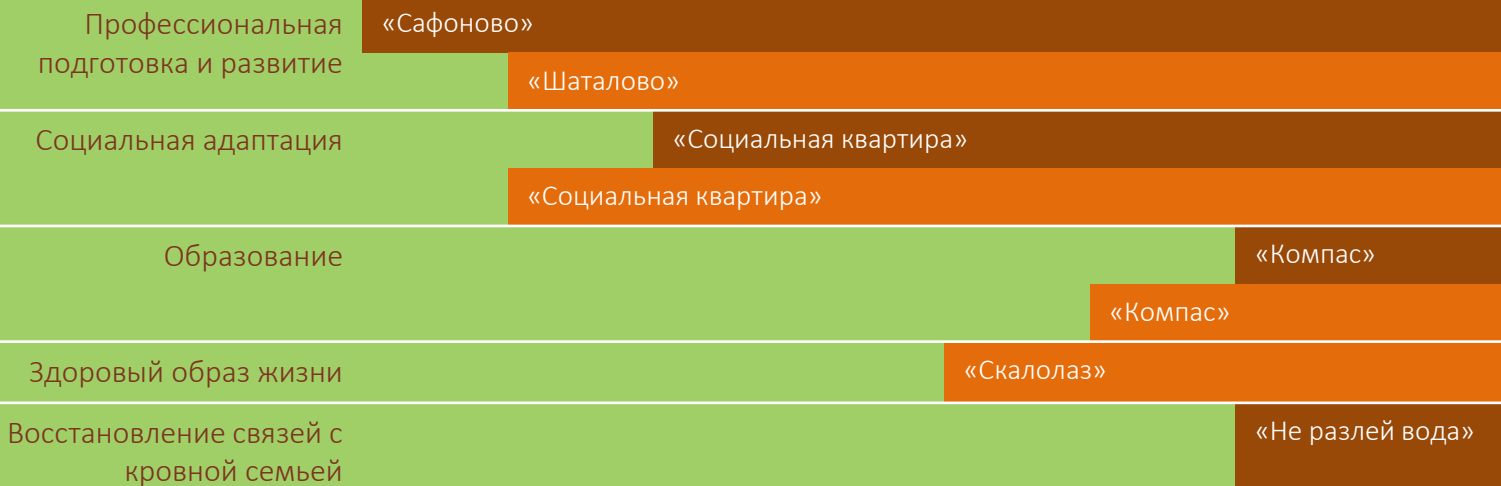 Профессиональная
подготовка и развитие
«Сафоново»
«Шаталово»
Социальная адаптация
«Социальная квартира»
«Социальная квартира»
Образование
«Компас»
«Компас»
Здоровый образ жизни
«Скалолаз»
Восстановление связей с
кровной семьей
«Не разлей вода»